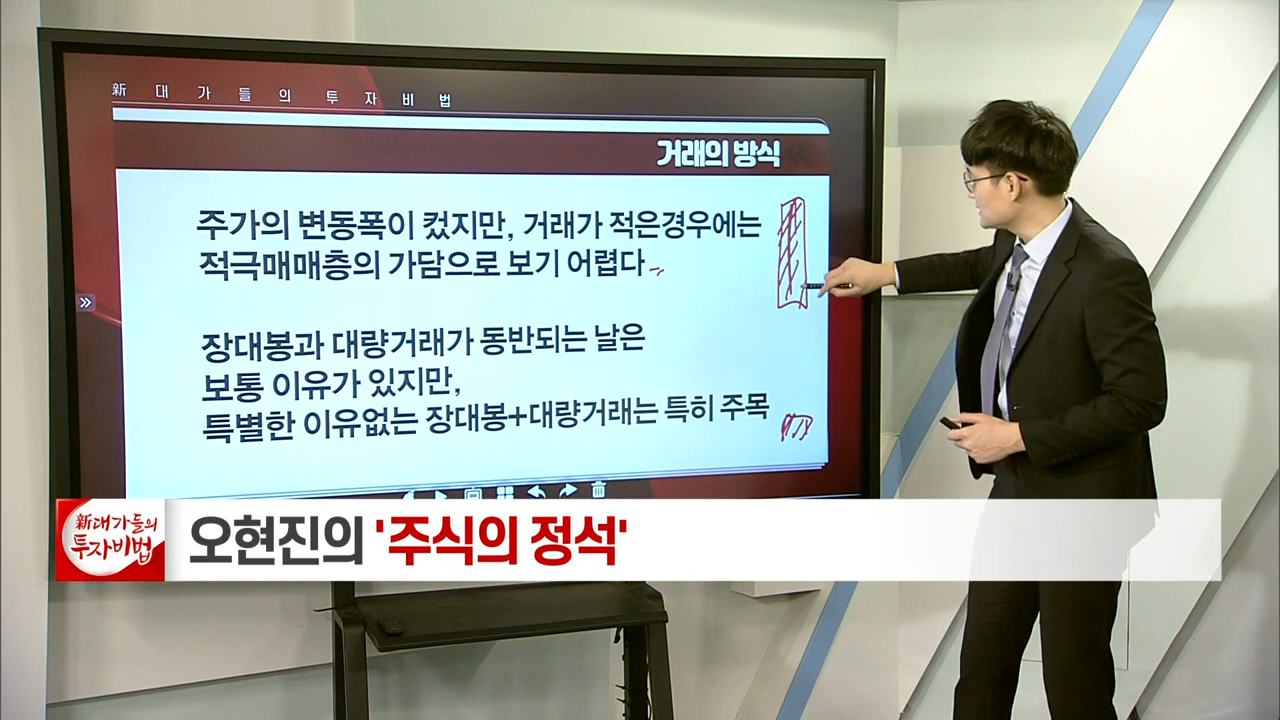 新 대 가 들 의 투 자 비 법
거래의 방식
주가의 변동폭이 컸지만, 거래가 적은경우에는
적극매매층의 가담으로 보기 어렵다
장대봉과 대량거래가 동반되는 날은
보통 이유가 있지만,
특별한 이유없는 장대봉+대량거래는 특히 주목
新대가들의
투자비법
오현진의 '주식의 정석'